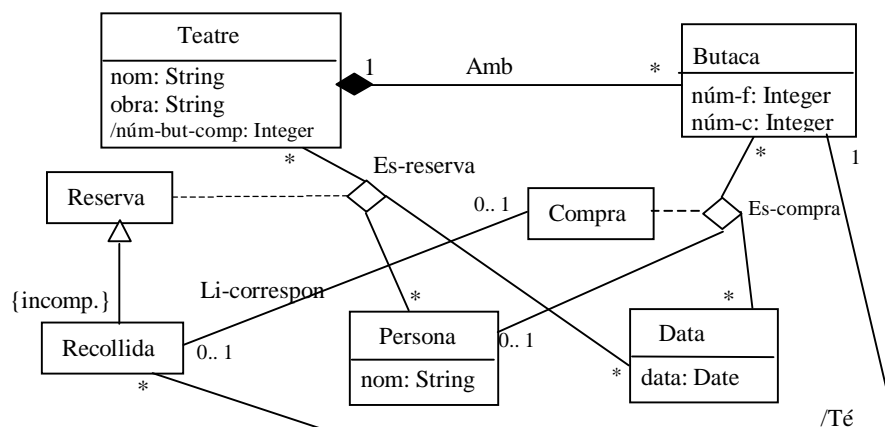 Teatre
nom: String
obra: String
/núm-but-comp: Integer
1
Amb
*
Butaca
núm-f: Integer
núm-c: Integer
*
Es-reserva
*
1
Reserva
0.. 1
Compra
Es-compra
{incomp.}
Li-correspon
*
*
Recollida
0.. 1
*
Persona
nom: String
0.. 1
*
Data
data: Date
/Té